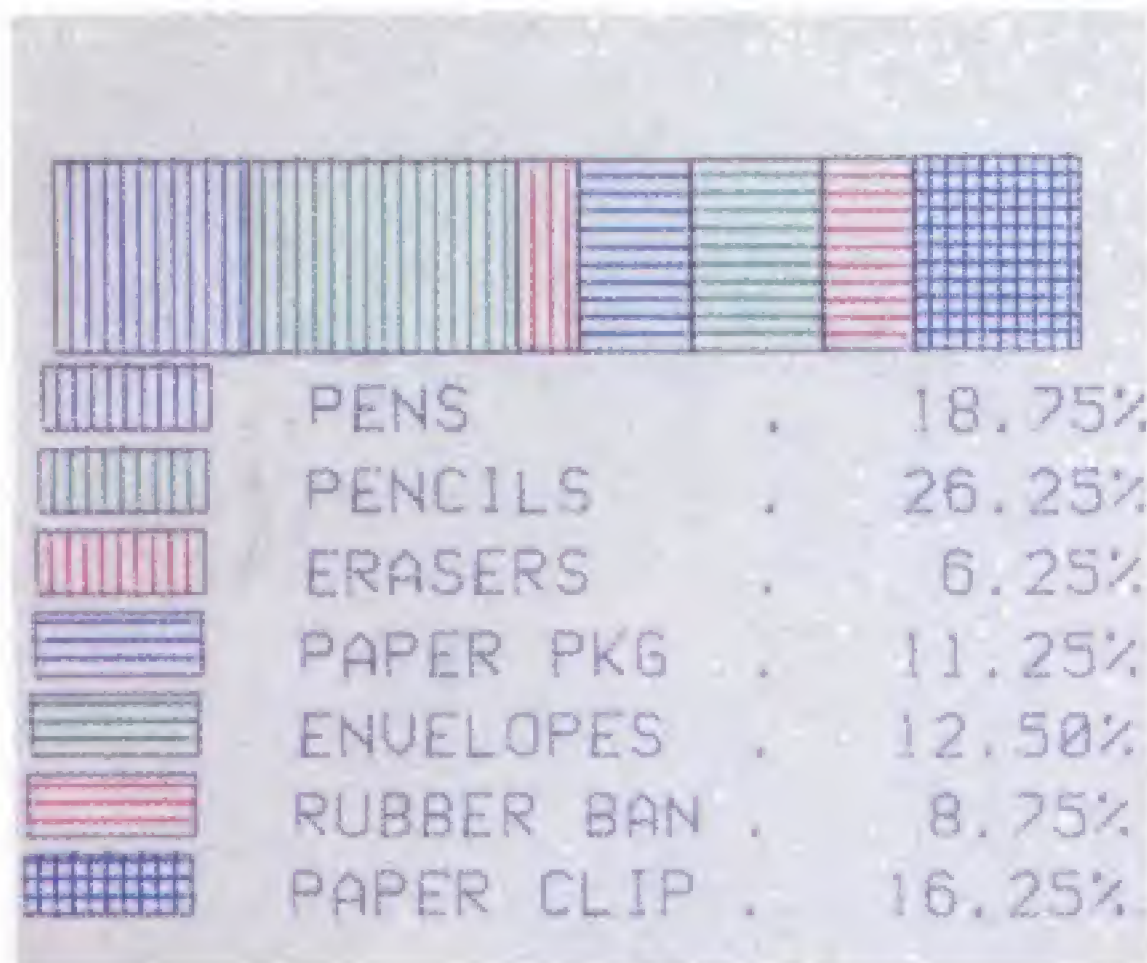 PENS . 18.75%
PENCILS . 26.25%
ERASERS . 6.25%
PAPER PKG . 11.25%
ENVELOPES . 12.50%
RUBBER BAN . 8.75%
PAPER CLIP . 16.25%